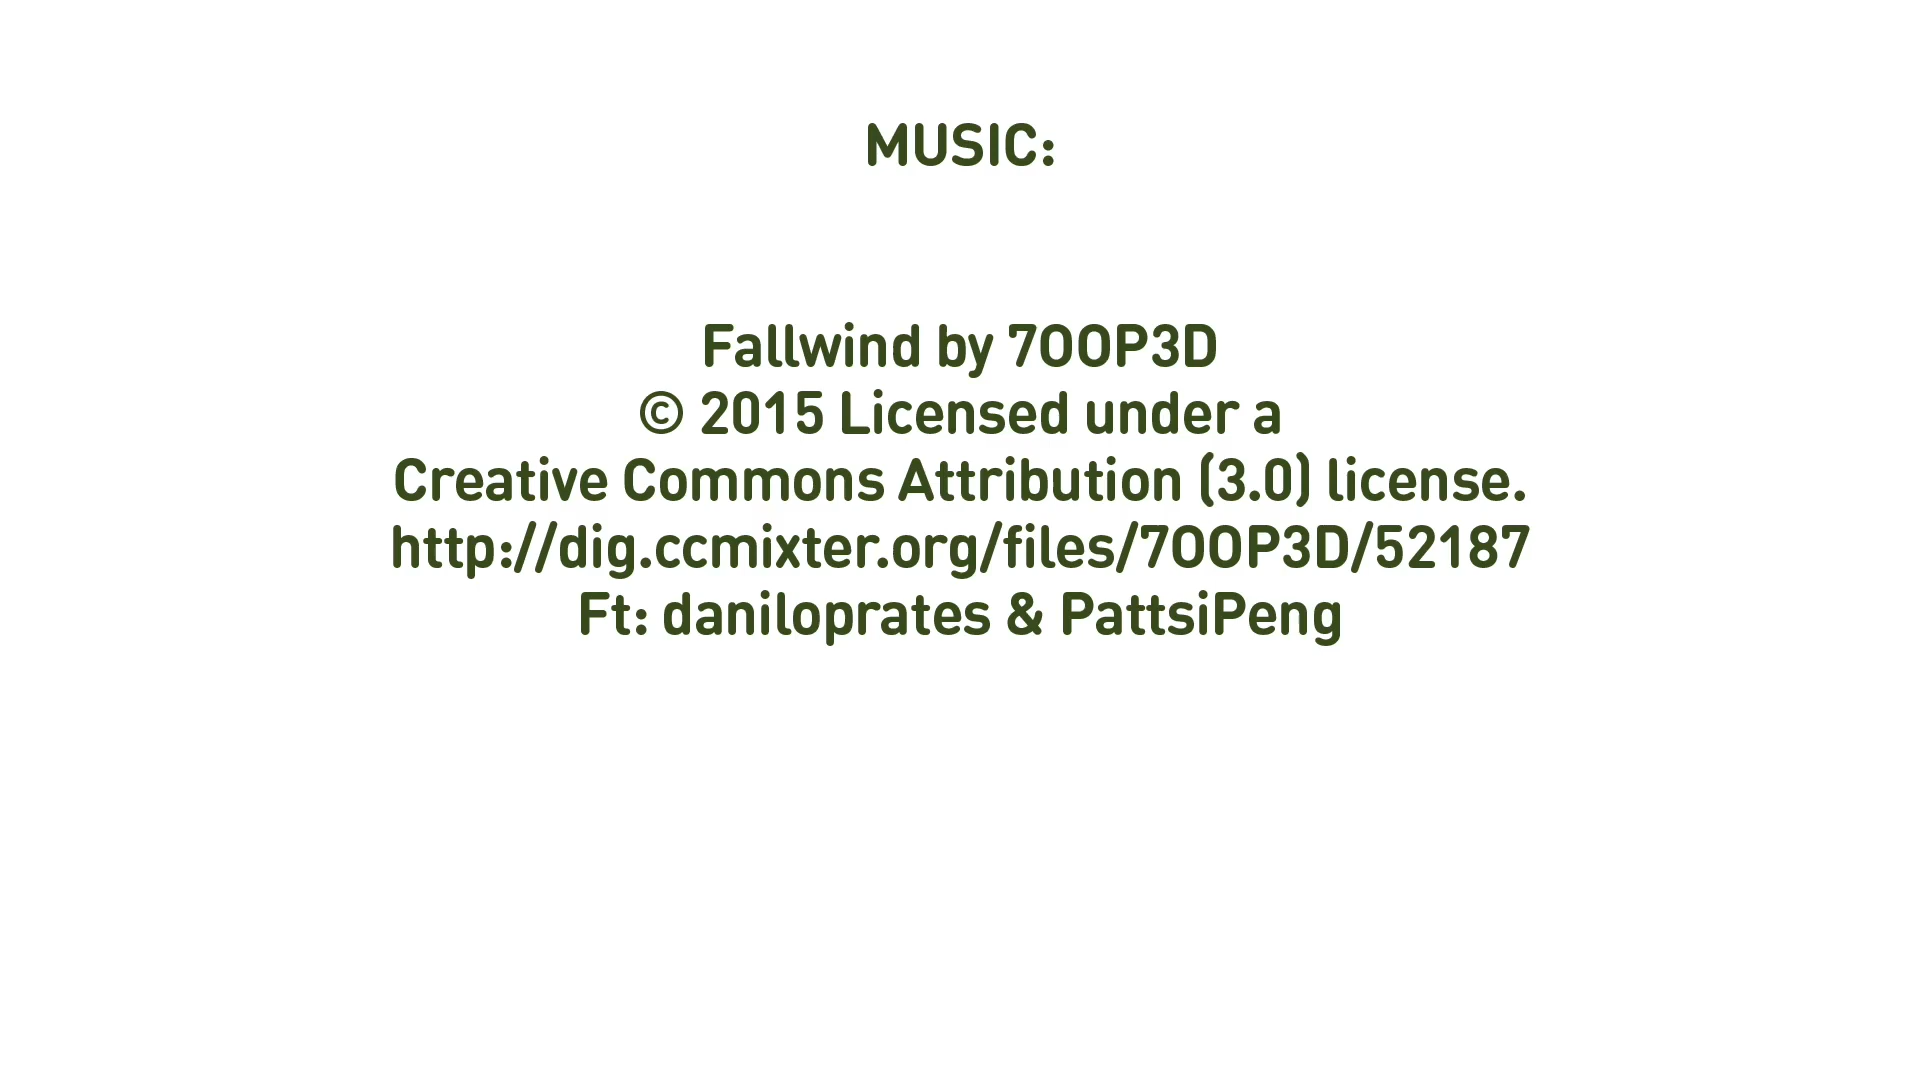 MUSIC:
Fallwind by 7OOP3D
© 2015 Licensed under a
Creative Commons Attribution (3.0) license.
http://dig.ccmixter.org/files/7OOP3D/52187
Ft: daniloprates & PattsiPeng